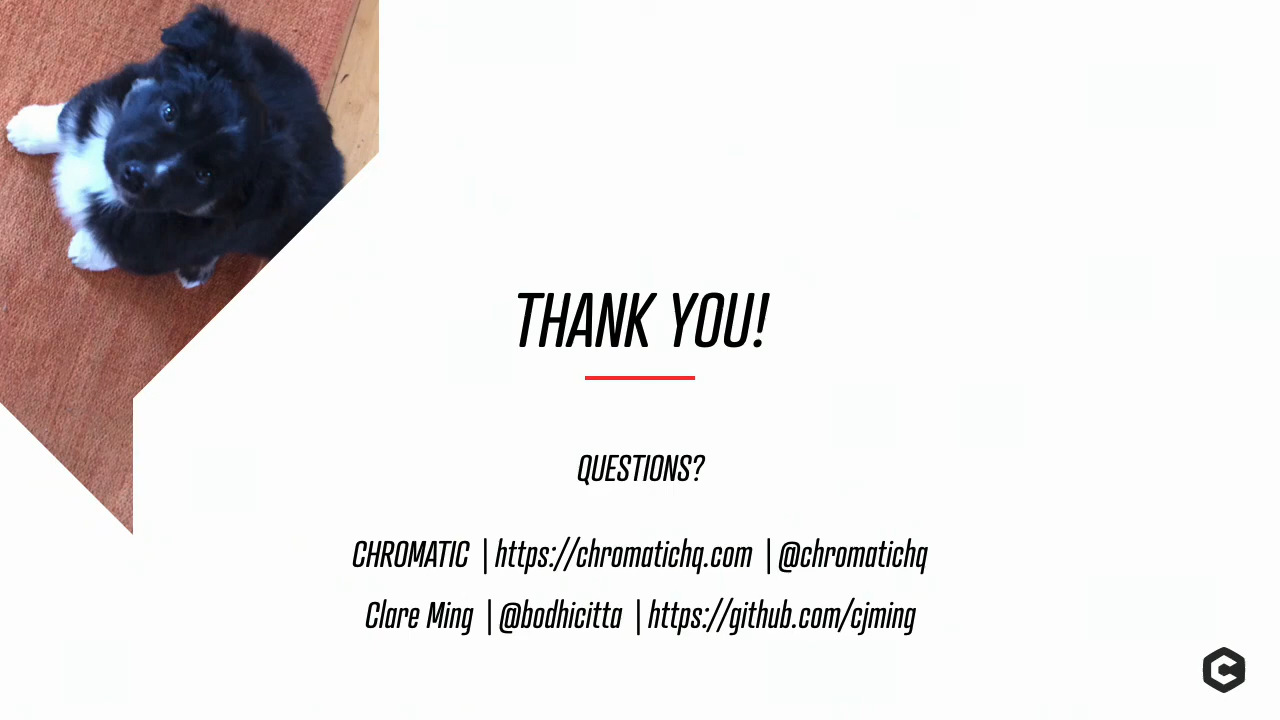 THANK YOU!
QUESTIONS?
CHROMATIC | https://chromatichq.com | @chromatichq
Clare Ming | @bodhicitta | https://github.com/cjming